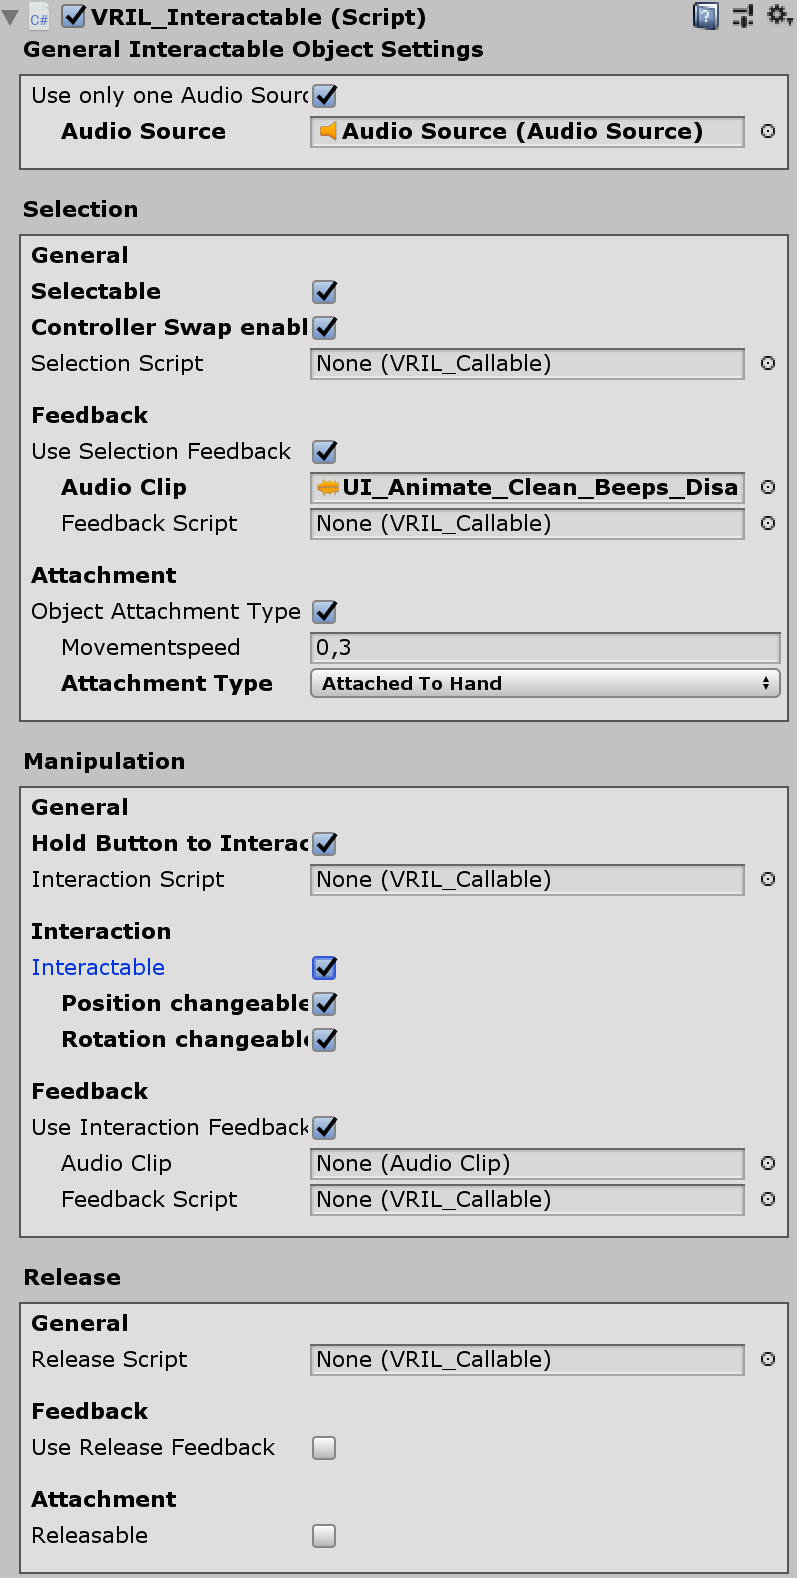 C# VRIL_Interactable (Script)
General Interactable Object Settings
Use only one Audio Sourc
Audio Source Audio Source (Audio Source)
Selection
General
Selectable
Controller Swap enabl
Selection Script None (VRIL_Callable)
Feedback
Use Selection Feedback
Audio Clip UI_Animate_Clean_Beeps_Disa
Feedback Script None (VRIL_Callable)
Attachment
Object Attachment Type
Movementspeed 0,3
Attachment Type Attached To Hand
Manipulation
General
Hold Button to Interac
Interaction Script None (VRIL_Callable)
Interaction
Interactable
Position changeable
Rotation changeable
Feedback
Use Interaction Feedback
Audio Clip None (Audio Clip)
Feedback Script None (VRIL_Callable)
Release
General
Release Script None (VRIL_Callable)
Feedback
Use Release Feedback
Attachment
Releasable